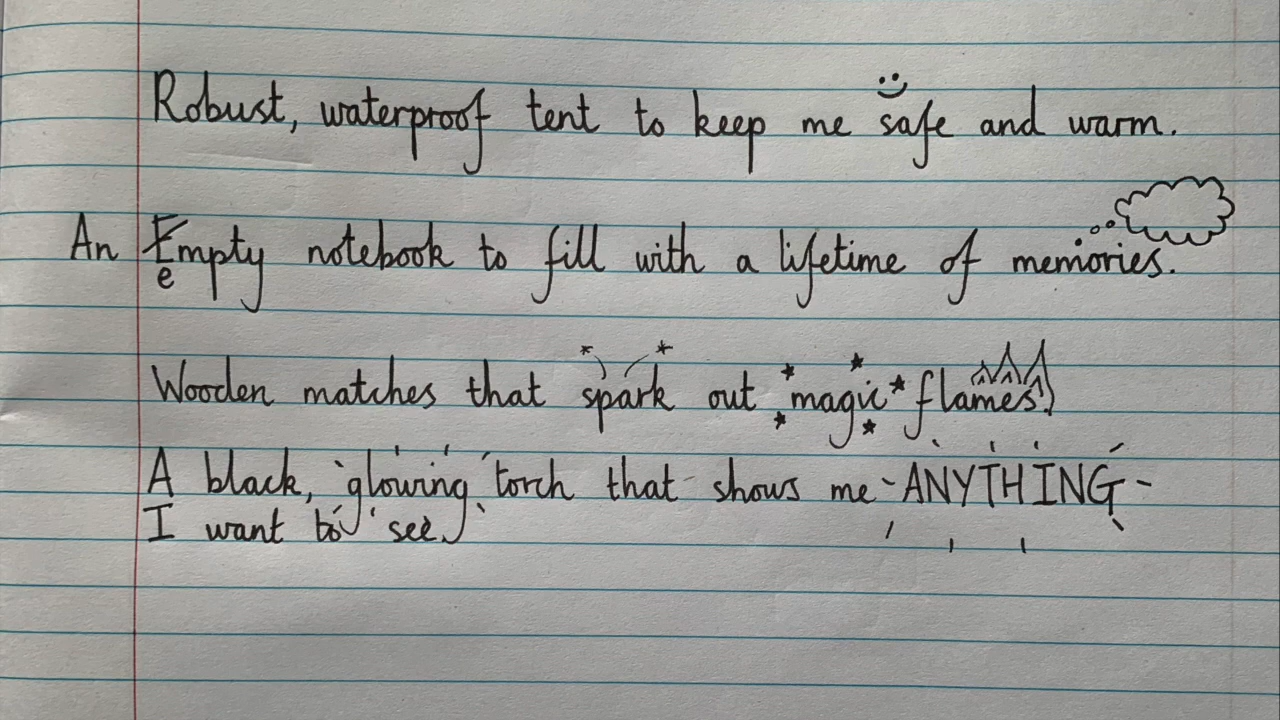 Robust, waterproof tent to keep me safe and warm.
An empty notebook to fill with a lifetime of memories.
Wooden matches that spark out magic flames.
A black, glowing torch that shows me ANYTHING
I want to see.